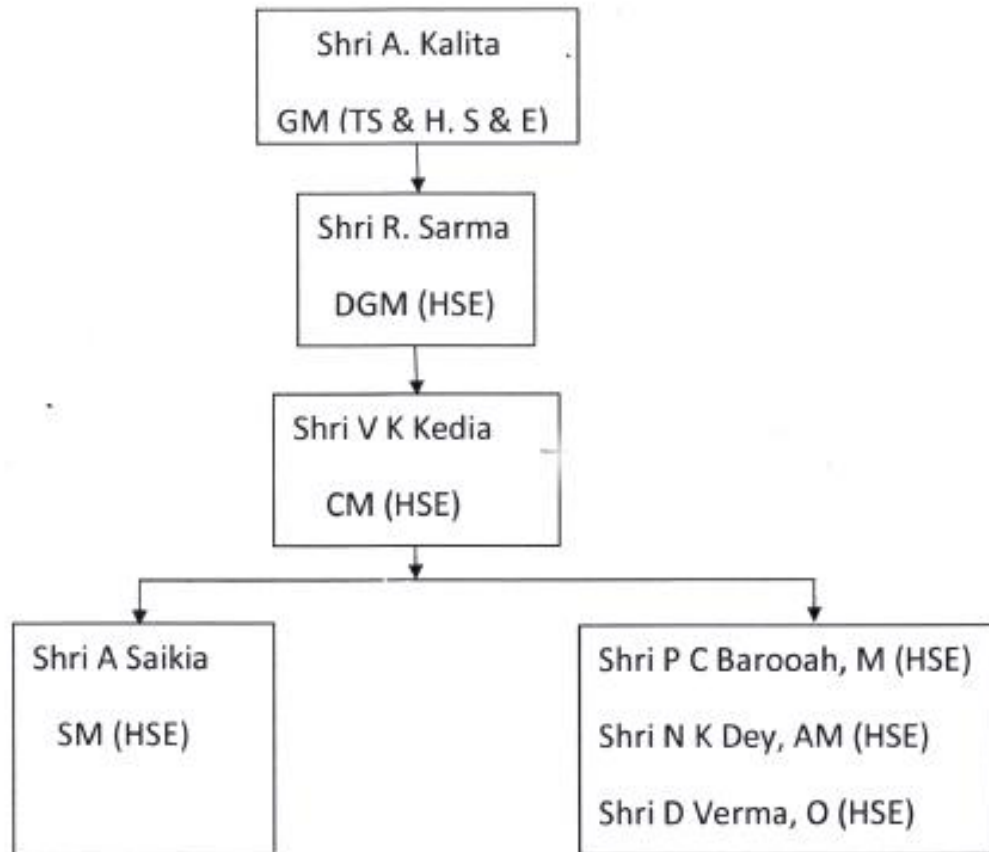 Shri A. Kalita
GM (TS & H. S & E)
Shri R. Sarma
DGM (HSE)
Shri V K Kedia
CM (HSE)
Shri A Saikia
SM (HSE)
Shri P C Barooah, M (HSE)
Shri N K Dey, AM (HSE)
Shri D Verma, O (HSE)